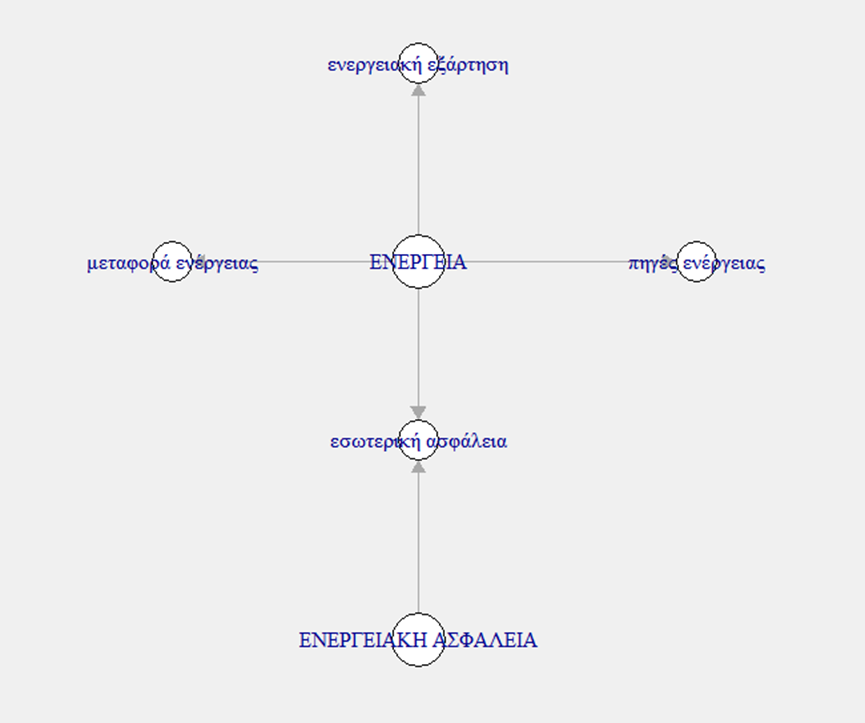 ενεργειακή εξάρτηση
μεταφορά ενέργειας
ΕΝΕΡΓΕΙΑ
πηγές ενέργειας
εσωτερική ασφάλεια
ΕΝΕΡΓΕΙΑΚΗ ΑΣΦΑΛΕΙΑ